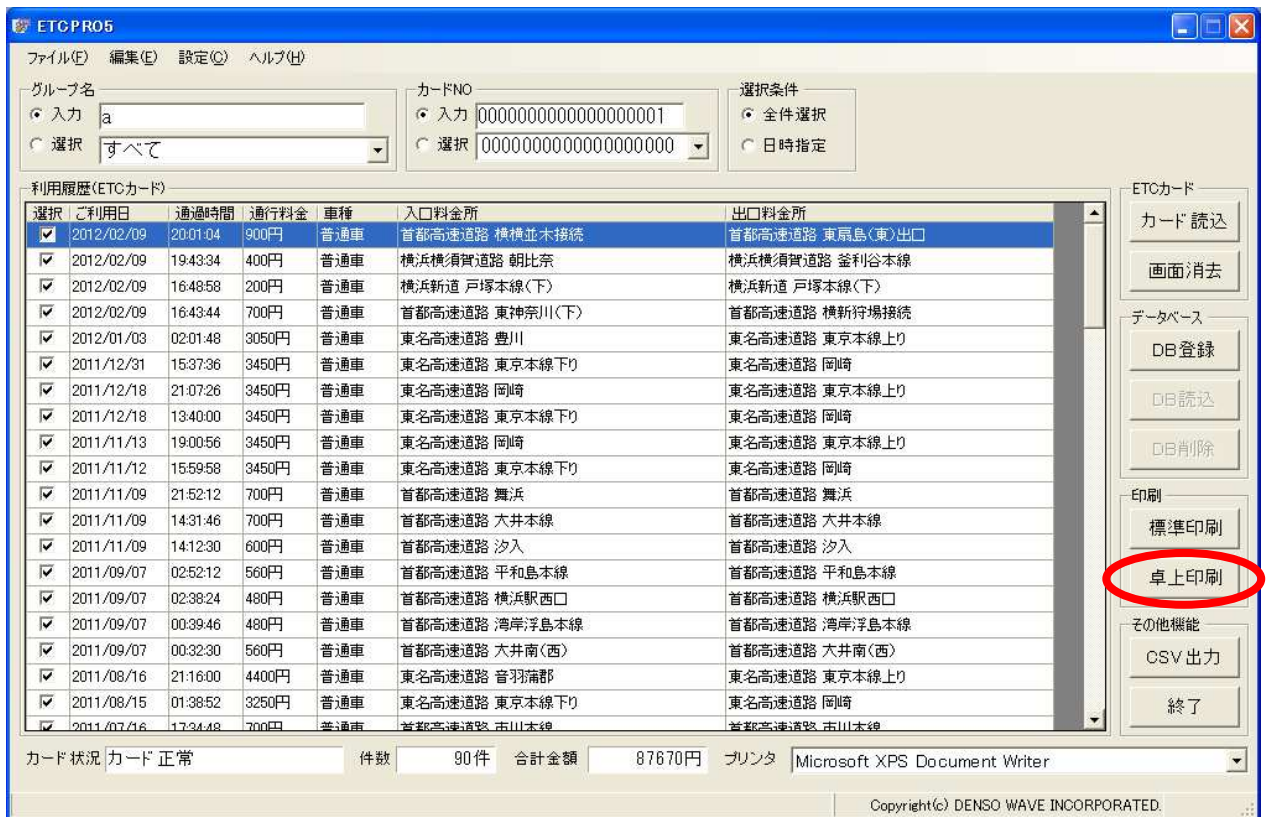 ETCPRO5
ファイル(F) 編集(E) 設定(C) ヘルプ(H)
グループ名 カードNO 選択条件
入力 a 入力 00000000000000000001 全件選択
選択 すべて 選択 0000000000000000000 日時指定
利用履歴(ETCカード) ETCカード
選択 ご利用日 通過時間 通行料金 車種 入口料金所 出口料金所
カード読込
2012/02/09 20:01:04 900円 普通車 首都高速道路 横横並木接続 首都高速道路 東扇島(東)出口
2012/02/09 19:43:34 400円 普通車 横浜横須賀道路 朝比奈 横浜横須賀道路 釜利谷本線
画面消去
2012/02/09 16:48:58 200円 普通車 横浜新道 戸塚本線(下) 横浜新道 戸塚本線(下)
2012/02/09 16:43:44 700円 普通車 首都高速道路 東神奈川(下) 首都高速道路 横新狩場接続
データベース
2012/01/03 02:01:48 3050円 普通車 東名高速道路 豊川 東名高速道路 東京本線上り
DB登録
2011/12/31 15:37:36 3450円 普通車 東名高速道路 東京本線下り 東名高速道路 岡崎
2011/12/18 21:07:26 3450円 普通車 東名高速道路 岡崎 東名高速道路 東京本線上り
DB読込
2011/12/18 13:40:00 3450円 普通車 東名高速道路 東京本線下り 東名高速道路 岡崎
2011/11/13 19:00:56 3450円 普通車 東名高速道路 岡崎 東名高速道路 東京本線上り
DB削除
2011/11/12 15:59:58 3450円 普通車 東名高速道路 東京本線下り 東名高速道路 岡崎
2011/11/09 21:52:12 700円 普通車 首都高速道路 舞浜 首都高速道路 舞浜
印刷
2011/11/09 14:31:46 700円 普通車 首都高速道路 大井本線 首都高速道路 大井本線
標準印刷
2011/11/09 14:12:30 600円 普通車 首都高速道路 汐入 首都高速道路 汐入
2011/09/07 02:52:12 560円 普通車 首都高速道路 平和島本線 首都高速道路 平和島本線
卓上印刷
2011/09/07 02:38:24 480円 普通車 首都高速道路 横浜駅西口 首都高速道路 横浜駅西口
2011/09/07 00:39:46 480円 普通車 首都高速道路 湾岸浮島本線 首都高速道路 湾岸浮島本線
その他機能
2011/09/07 00:32:30 560円 普通車 首都高速道路 大井南(西) 首都高速道路 大井南(西)
CSV出力
2011/08/16 21:16:00 4400円 普通車 東名高速道路 音羽蒲郡 東名高速道路 東京本線上り
2011/08/15 01:38:52 3250円 普通車 東名高速道路 東京本線下り 東名高速道路 岡崎
終了
2011/07/16 17:34:48 700円 普通車 首都高速道路 市川本線 首都高速道路 市川本線
カード状況 カード正常 件数 90件 合計金額 87670円 プリンタ Microsoft XPS Document Writer
Copyright(c) DENSO WAVE INCORPORATED.